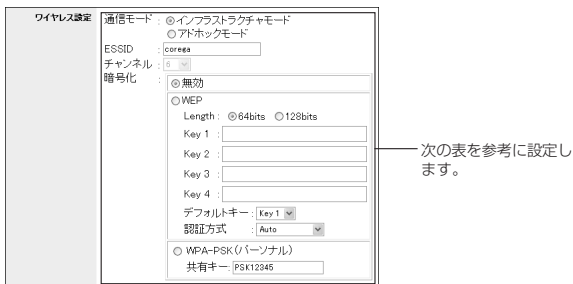 ワイヤレス設定
通信モード : インフラストラクチャモード
アドホックモード
ESSID : corega
チャンネル : 6
暗号化 : 無効
WEP
Length : 64bits 128bits
Key 1 :
Key 2 :
Key 3 :
Key 4 :
デフォルトキー : Key 1
認証方式 : Auto
WPA-PSK(パーソナル)
共有キー: PSK12345
次の表を参考に設定し
ます。